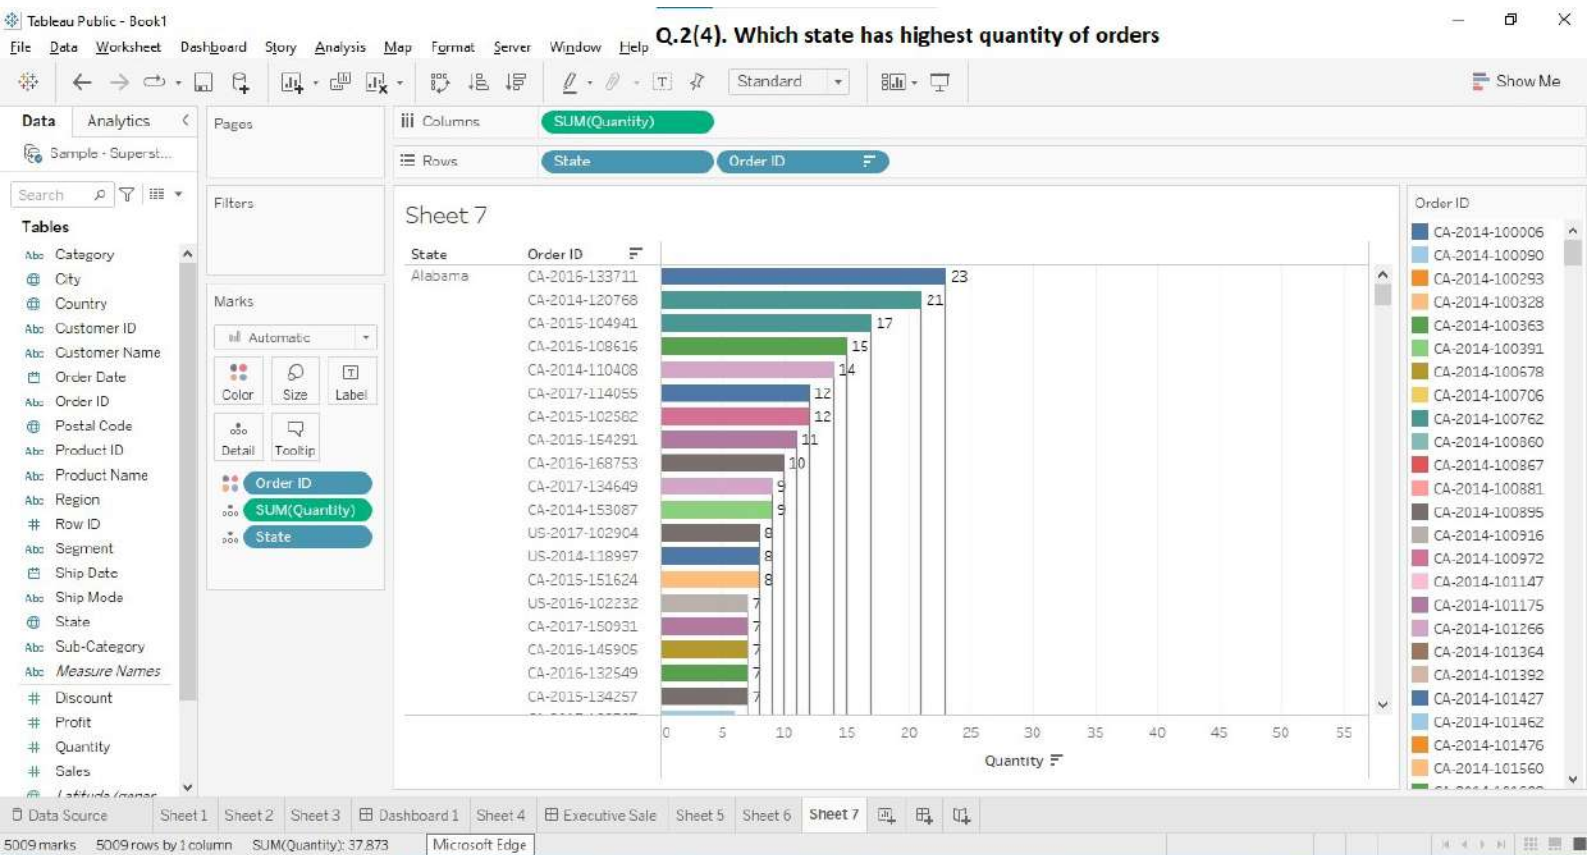 Tableau Public - Book1
Q.2(4). Which state has highest quantity of orders
File Data Worksheet Dashboard Story Analysis Map Format Server Window Help
Standard
Show Me
Data Analytics
Sample - Superst...
Search
Tables
Abc Category
City
Country
Abc Customer ID
Abc Customer Name
Order Date
Abc Order ID
Postal Code
Abc Product ID
Abc Product Name
Abc Region
# Row ID
Abc Segment
Ship Date
Abc Ship Mode
State
Abc Sub-Category
Abc Measure Names
# Discount
# Profit
# Quantity
# Sales
Pages
Filters
Marks
Automatic
Color Size Label
Detail Tooltip
Order ID
SUM(Quantity)
State
Columns SUM(Quantity)
Rows State Order ID
Sheet 7
State Order ID
Alabama CA-2016-133711 23
CA-2014-120768 21
CA-2015-104941 17
CA-2016-108616 15
CA-2014-110408 14
CA-2017-114055 12
CA-2015-102582 12
CA-2015-154291 11
CA-2016-168753 10
CA-2017-134649 9
CA-2014-153087 9
US-2017-102904 8
US-2014-118997 8
CA-2015-151624 8
US-2016-102232 7
CA-2017-150931 7
CA-2016-145905 7
CA-2016-132549 7
CA-2015-134257 7
0 5 10 15 20 25 30 35 40 45 50 55
Quantity
Order ID
CA-2014-100006
CA-2014-100090
CA-2014-100293
CA-2014-100328
CA-2014-100363
CA-2014-100391
CA-2014-100678
CA-2014-100706
CA-2014-100762
CA-2014-100860
CA-2014-100867
CA-2014-100881
CA-2014-100895
CA-2014-100916
CA-2014-100972
CA-2014-101147
CA-2014-101175
CA-2014-101266
CA-2014-101364
CA-2014-101392
CA-2014-101427
CA-2014-101462
CA-2014-101476
CA-2014-101560
Data Source Sheet 1 Sheet 2 Sheet 3 Dashboard 1 Sheet 4 Executive Sale Sheet 5 Sheet 6 Sheet 7
5009 marks 5009 rows by 1 column SUM(Quantity): 37,873 Microsoft Edge